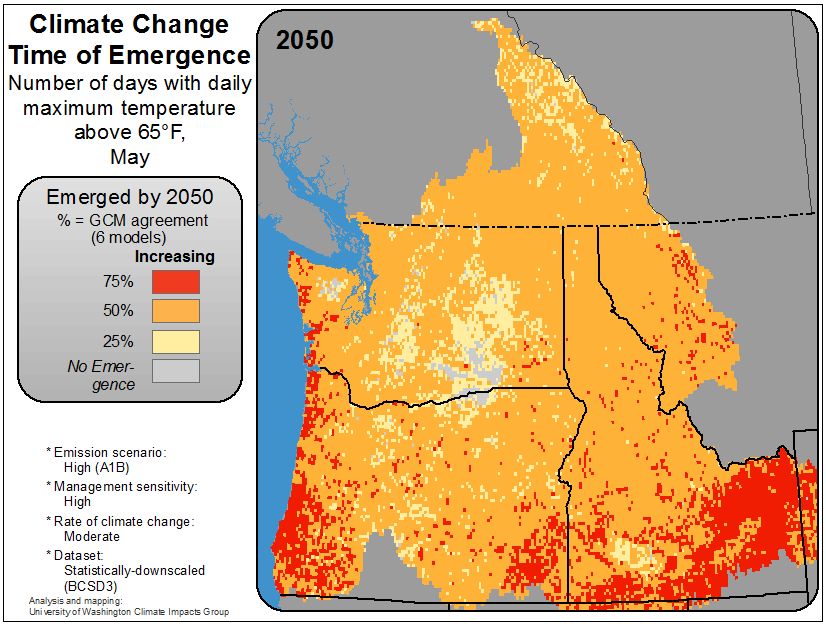 Climate Change
Time of Emergence
Number of days with daily
maximum temperature
above 65°F,
May
Emerged by 2050
% = GCM agreement
(6 models)
Increasing
75%
50%
25%
No Emer-
gence
* Emission scenario:
High (A1B)
* Management sensitivity:
High
* Rate of climate change:
Moderate
* Dataset:
Statistically-downscaled
(BCSD3)
Analysis and mapping:
University of Washington Climate Impacts Group
2050